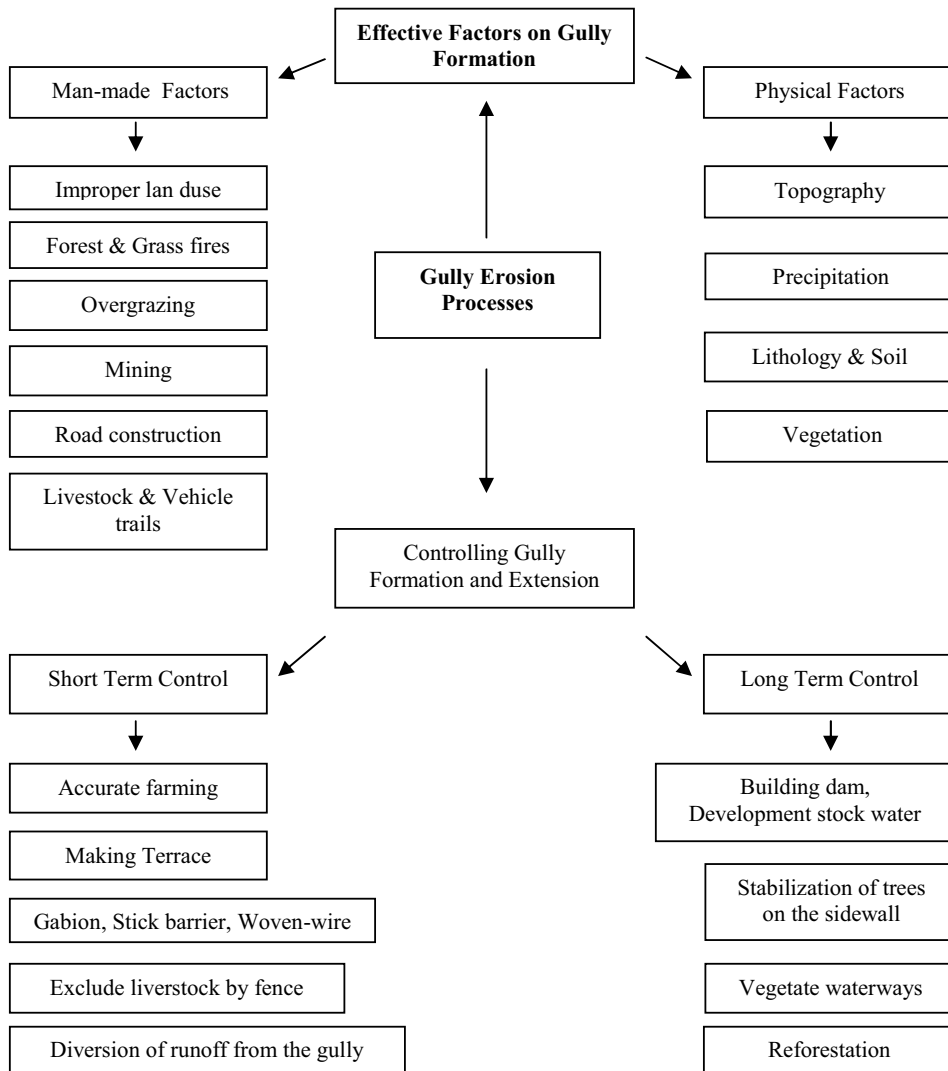 Effective Factors on Gully
Formation
Man-made Factors
Physical Factors
Improper lan duse
Forest & Grass fires
Overgrazing
Mining
Road construction
Livestock & Vehicle
trails
Topography
Precipitation
Lithology & Soil
Vegetation
Gully Erosion
Processes
Controlling Gully
Formation and Extension
Short Term Control
Long Term Control
Accurate farming
Making Terrace
Gabion, Stick barrier, Woven-wire
Exclude liverstock by fence
Diversion of runoff from the gully
Building dam,
Development stock water
Stabilization of trees
on the sidewall
Vegetate waterways
Reforestation